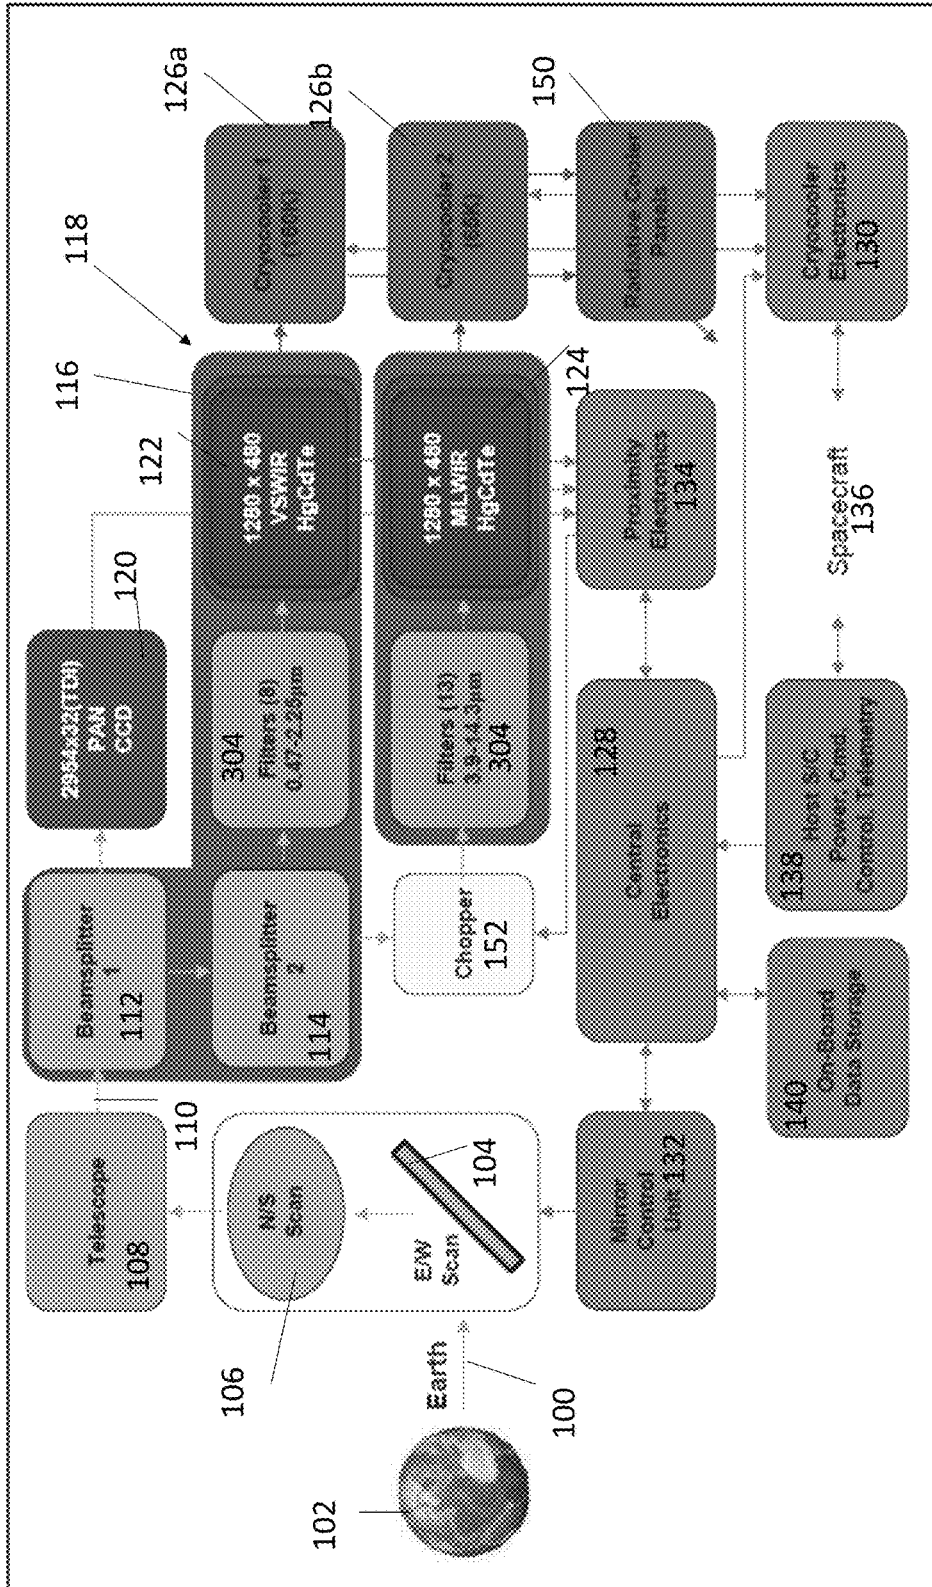 Telescope
108
110
Beamsplitter
1
112
PAN
CCD
120
122
116
118
126a
126b
150
106
N/S
Scan
E/W
Scan
104
Earth
100
102
Beamsplitter
2
114
304
Filters (8)
0.47-2.25µm
1280 x 480
VSWIR
HgCdTe
Cryocooler 1
Chopper
152
Filters (13)
304
1280 x 480
MLWIR
HgCdTe
124
Cryocooler 2
Mirror
Control
Unit
132
128
Central
Electronics
Proximity
Electronics
134
Radiative Cooler
Panels
140
On-Board
Data Storage
138
Host S/C
Power, Cmd,
Control, Telemetry
Spacecraft
136
Cryocooler
Electronics
130